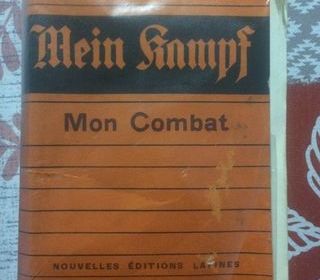 Mein Kampf
Mon Combat
NOUVELLES ÉDITIONS LATINES